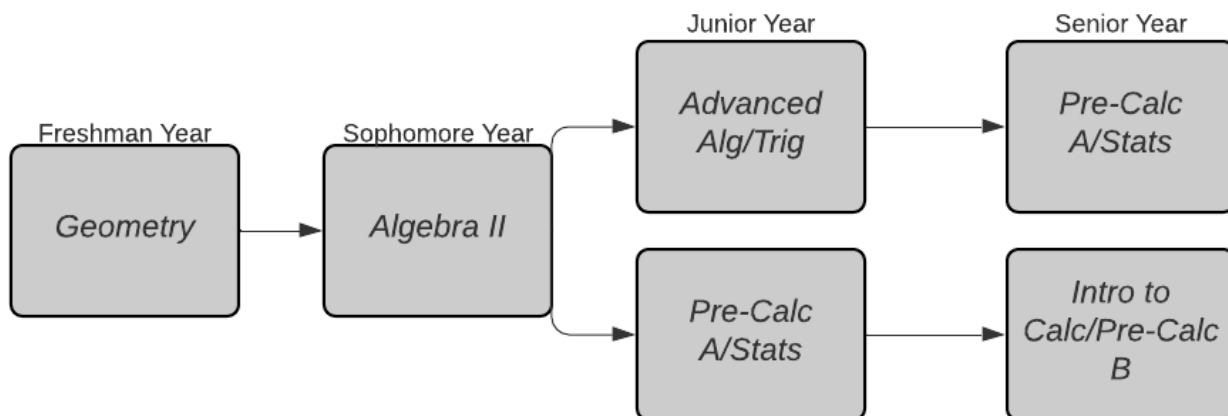 Freshman Year
Geometry
Sophomore Year
Algebra II
Junior Year
Advanced
Alg/Trig
Pre-Calc
A/Stats
Senior Year
Pre-Calc
A/Stats
Intro to
Calc/Pre-Calc
B